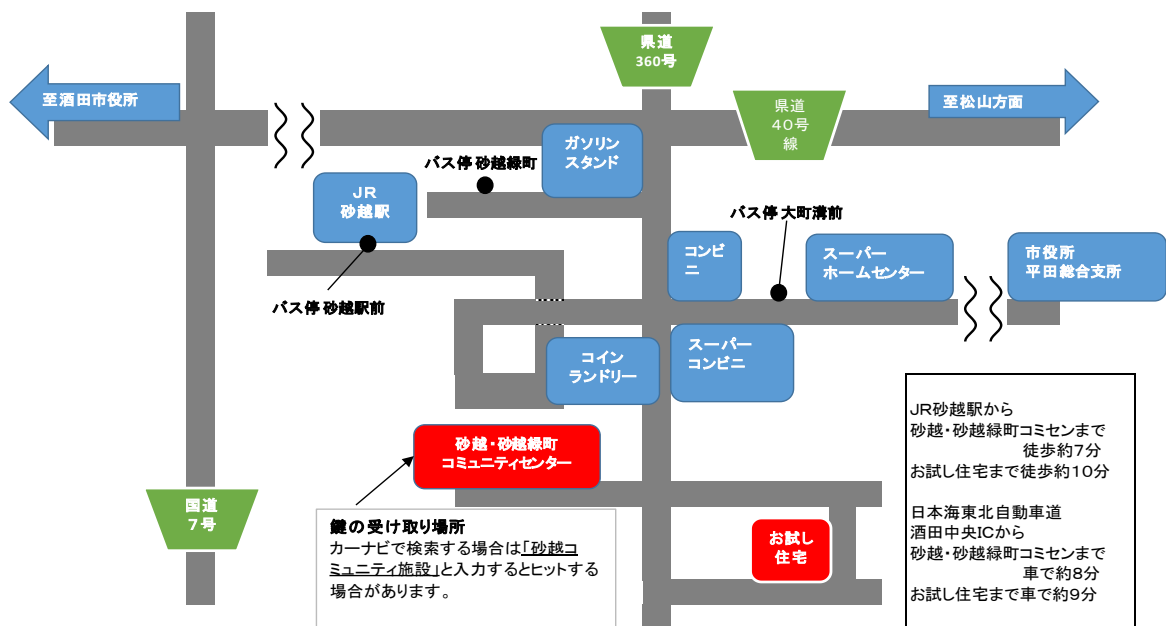 県道
360号
至酒田市役所
至松山方面
県道
４０号
線
ガソリン
スタンド
バス停 砂越緑町
ＪＲ
砂越駅
バス停 大町溝前
コンビ
ニ
スーパー
ホームセンター
市役所
平田総合支所
バス停 砂越駅前
コイン
ランドリー
スーパー
コンビニ
砂越・砂越緑町
コミュニティセンター
国道
７号
鍵の受け取り場所
カーナビで検索する場合は「砂越コ
ミュニティ施設」と入力するとヒットする
場合があります。
お試し
住宅
ＪＲ砂越駅から
砂越・砂越緑町コミセンまで
徒歩約７分
お試し住宅まで徒歩約１０分
日本海東北自動車道
酒田中央ICから
砂越・砂越緑町コミセンまで
車で約８分
お試し住宅まで車で約９分